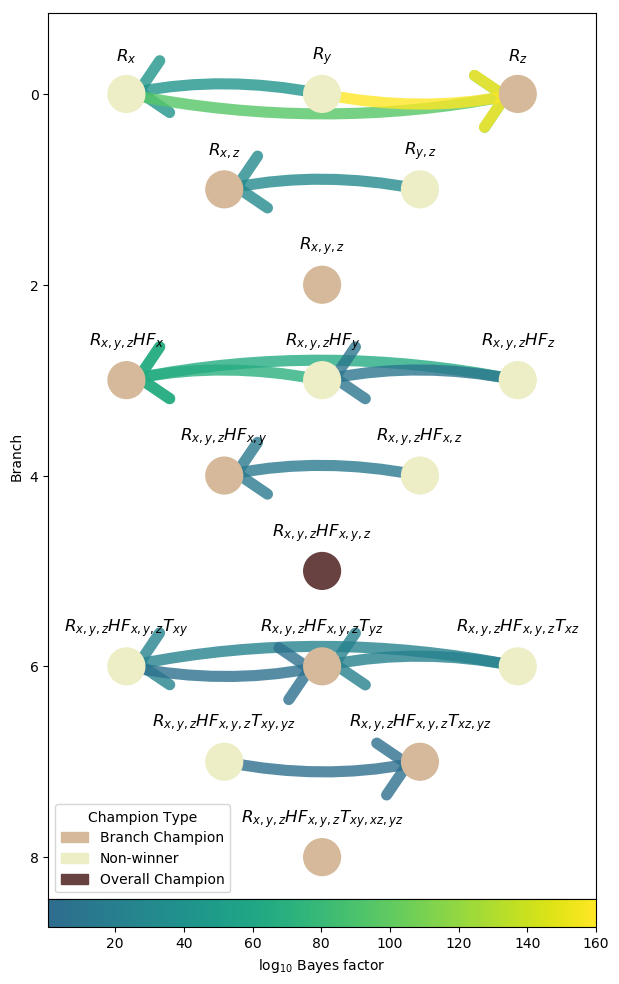 R_x R_y R_z
0
R_{x,z} R_{y,z}
R_{x,y,z}
2
R_{x,y,z}HF_x R_{x,y,z}HF_y R_{x,y,z}HF_z
R_{x,y,z}HF_{x,y} R_{x,y,z}HF_{x,z}
Branch
4
R_{x,y,z}HF_{x,y,z}
R_{x,y,z}HF_{x,y,z}T_{xy} R_{x,y,z}HF_{x,y,z}T_{yz} R_{x,y,z}HF_{x,y,z}T_{xz}
6
R_{x,y,z}HF_{x,y,z}T_{xy,yz} R_{x,y,z}HF_{x,y,z}T_{xz,yz}
R_{x,y,z}HF_{x,y,z}T_{xy,xz,yz}
Champion Type
Branch Champion
Non-winner
Overall Champion
8
20 40 60 80 100 120 140 160
log_{10} Bayes factor